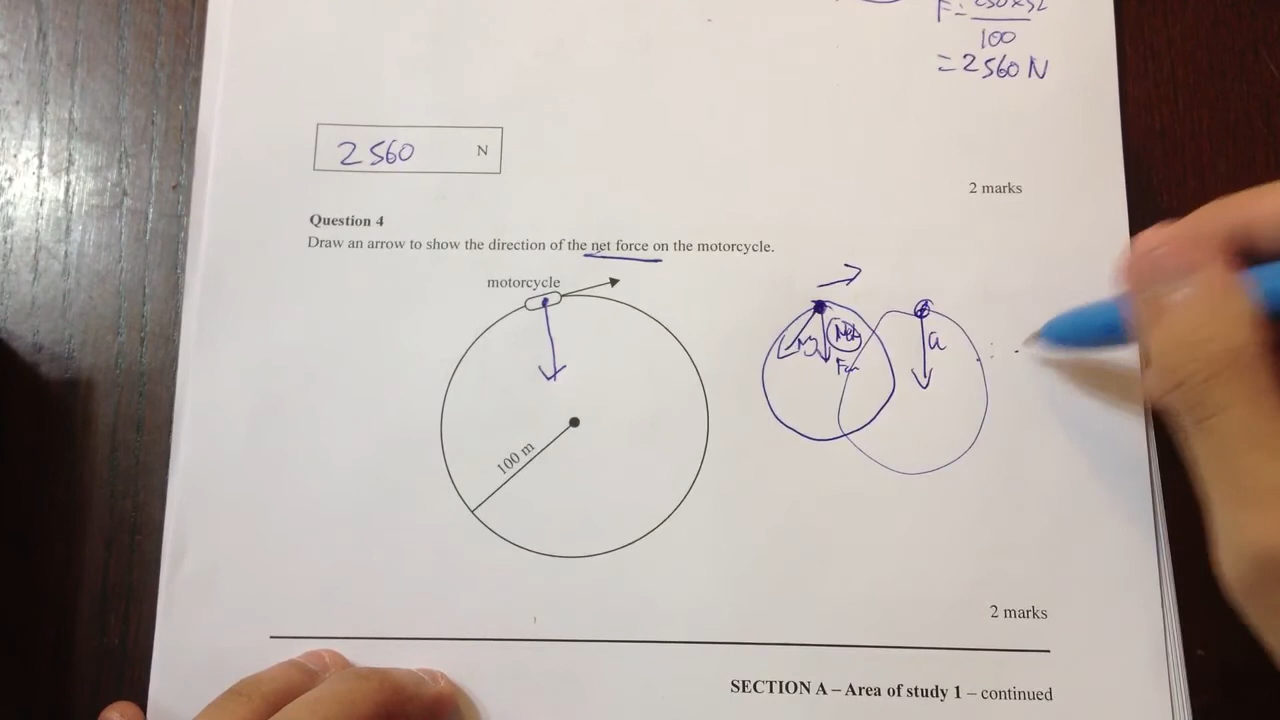 100
= 2560 N
2560 N
2 marks
Question 4
Draw an arrow to show the direction of the net force on the motorcycle.
motorcycle
Net
a
100 m
2 marks
SECTION A – Area of study 1 – continued